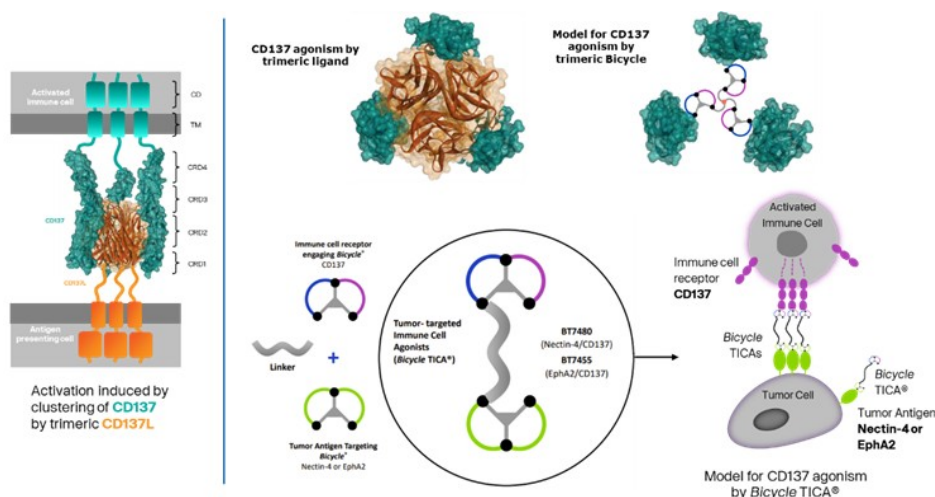 Activated
immune cell
CD
TM
CRD4
CRD3
CD137
CRD2
CRD1
CD137L
Antigen
presenting cell
Activation induced by
clustering of CD137
by trimeric CD137L
CD137 agonism by
trimeric ligand
Model for CD137
agonism by
trimeric Bicycle
Immune cell receptor
engaging Bicycle®
CD137
Linker
+
Tumor Antigen Targeting
Bicycle®
Nectin-4 or EphA2
Tumor- targeted
Immune Cell
Agonists
(Bicycle TICA®)
BT7480
(Nectin-4/CD137)
BT7455
(EphA2/CD137)
Activated
Immune Cell
Immune cell
receptor
CD137
Bicycle
TICAs
Bicycle
TICA®
Tumor Cell
Tumor Antigen
Nectin-4 or
EphA2
Model for CD137 agonism
by Bicycle TICA®